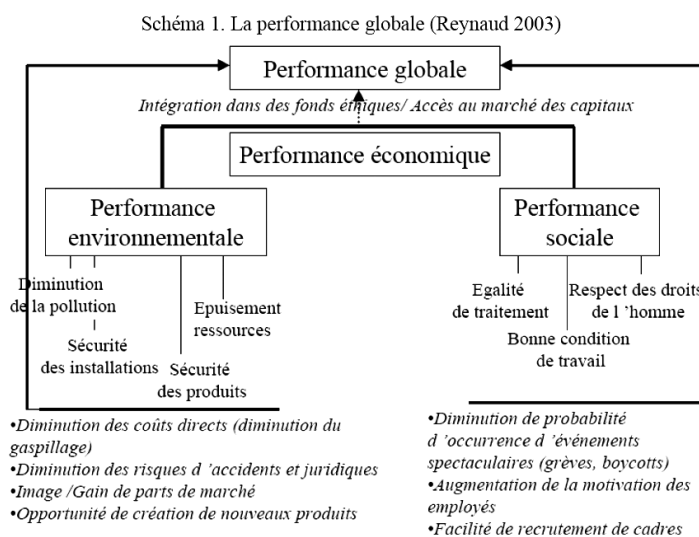 Schéma 1. La performance globale (Reynaud 2003)
Performance globale
Intégration dans des fonds éthiques/ Accès au marché des capitaux
Performance économique
Performance
environnementale
Performance
sociale
Diminution
de la pollution
Sécurité
des installations
Sécurité
des produits
Epuisement
ressources
Egalité
de traitement
Bonne condition
de travail
Respect des droits
de l ’homme
•Diminution des coûts directs (diminution du
gaspillage)
•Diminution des risques d ’accidents et juridiques
•Image /Gain de parts de marché
•Opportunité de création de nouveaux produits
•Diminution de probabilité
d ’occurrence d ’événements
spectaculaires (grèves, boycotts)
•Augmentation de la motivation des
employés
•Facilité de recrutement de cadres